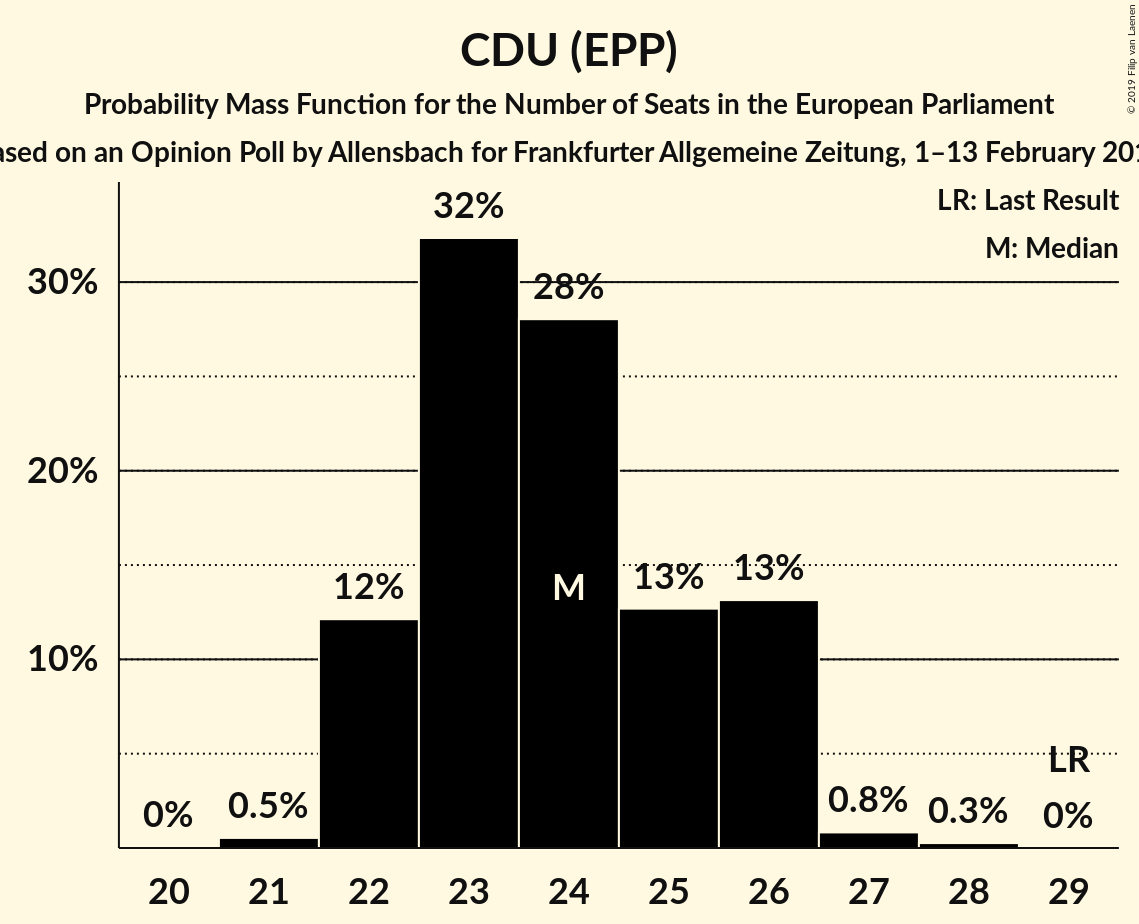 CDU (EPP)
Probability Mass Function for the Number of Seats in the European Parliament
on an Opinion Poll by Allensbach for Frankfurter Allgemeine Zeitung, 1–13 February
© 2019 Filip van Laenen
LR: Last Result
M: Median
32%
30%
28%
20%
M
13%
13%
12%
10%
LR
0%
0.5%
0.8%
0.3%
0%
20 21 22 23 24 25 26 27 28 29